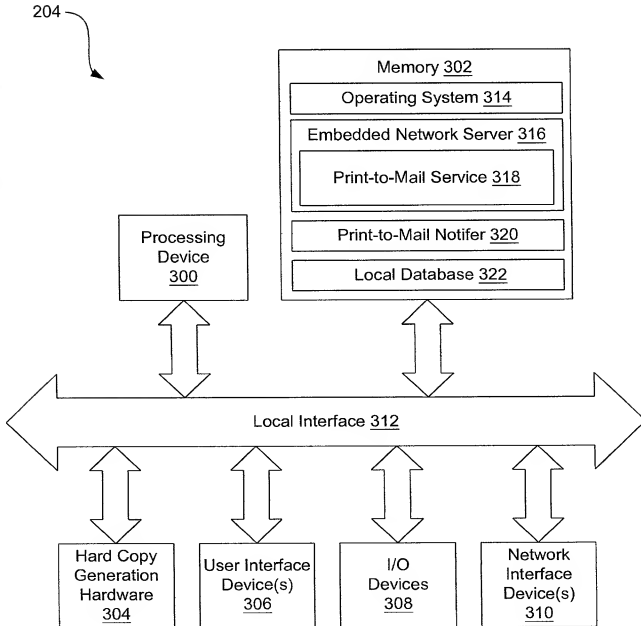 204
Memory 302
Operating System 314
Embedded Network Server 316
Print-to-Mail Service 318
Print-to-Mail Notifer 320
Local Database 322
Processing
Device
300
Local Interface 312
Hard Copy
Generation
Hardware
304
User Interface
Device(s)
306
I/O
Devices
308
Network
Interface
Device(s)
310